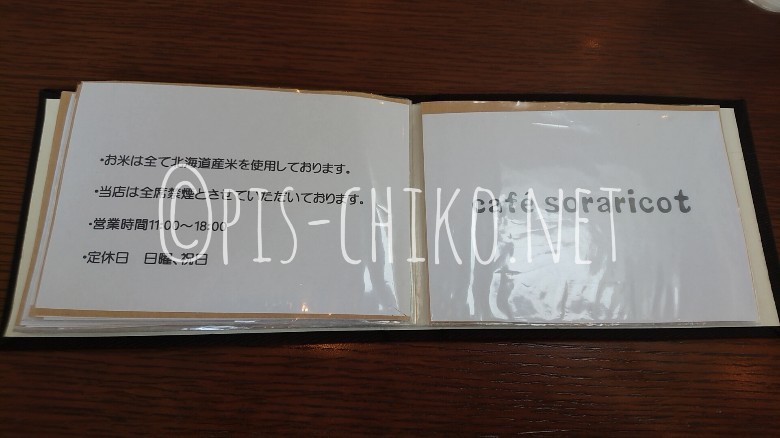 ・お米は全て北海道産米を使用しております。
・当店は全席禁煙とさせていただいております。
・営業時間11:00～18:00
・定休日　日曜、祝日
café soraricot
©PIS-CHIKO.NET